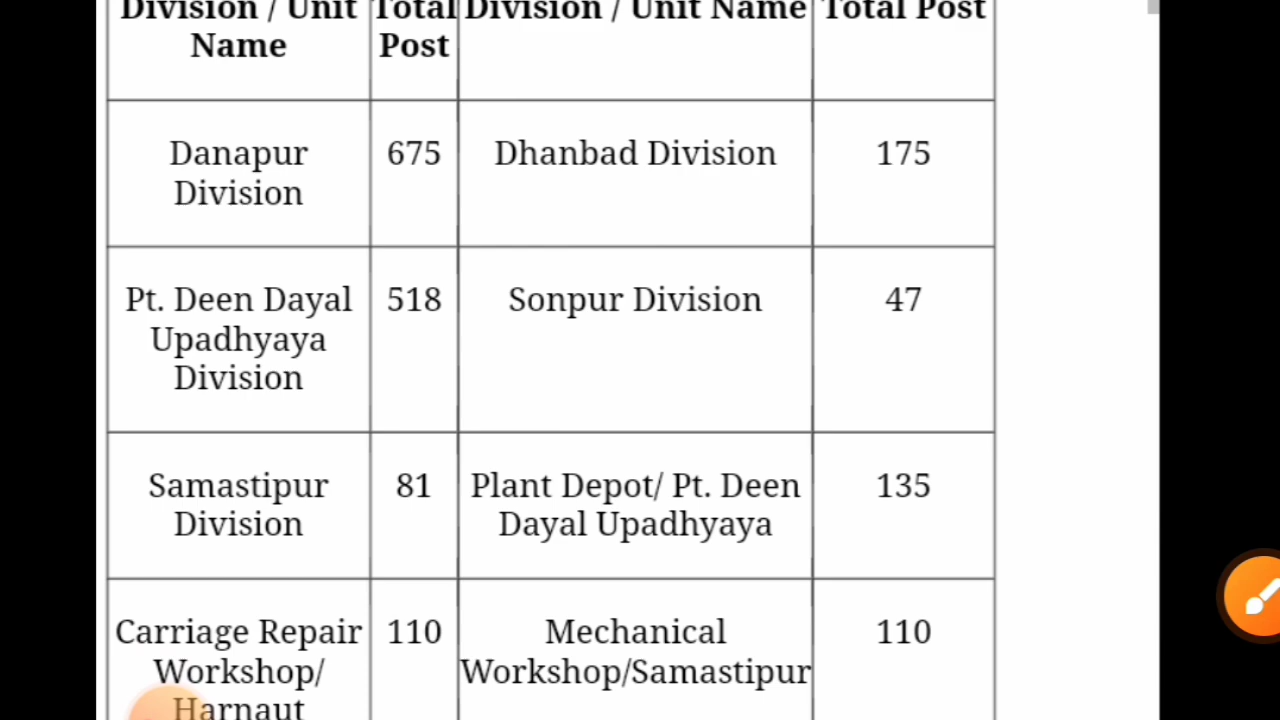 Division / Unit Name Total Post Division / Unit Name Total Post
Danapur Division 675 Dhanbad Division 175
Pt. Deen Dayal Upadhyaya Division 518 Sonpur Division 47
Samastipur Division 81 Plant Depot/ Pt. Deen Dayal Upadhyaya 135
Carriage Repair Workshop/ Harnaut 110 Mechanical Workshop/Samastipur 110